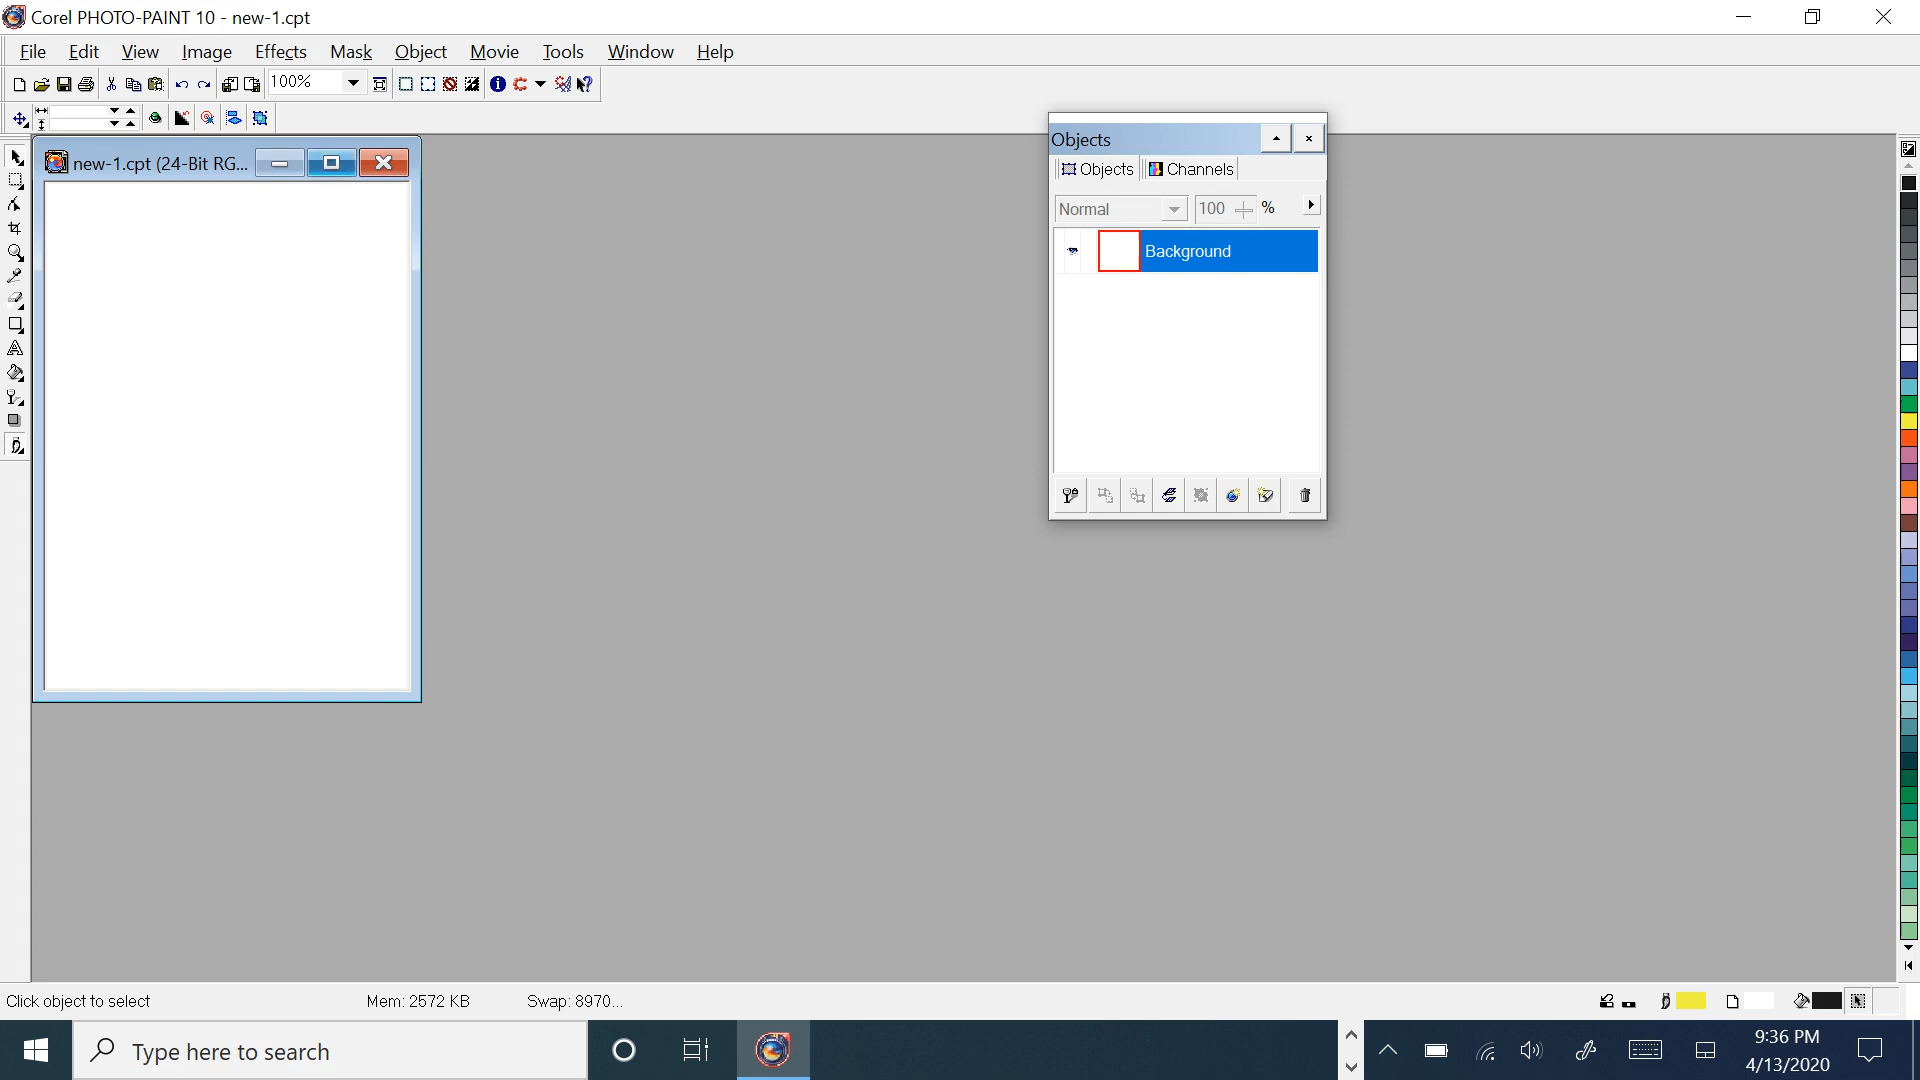 Corel PHOTO-PAINT 10 - new-1.cpt
File Edit View Image Effects Mask Object Movie Tools Window Help
100%
new-1.cpt (24-Bit RG...
Objects
Objects Channels
Normal 100 %
Background
Click object to select Mem: 2572 KB Swap: 8970...
Type here to search
9:36 PM
4/13/2020